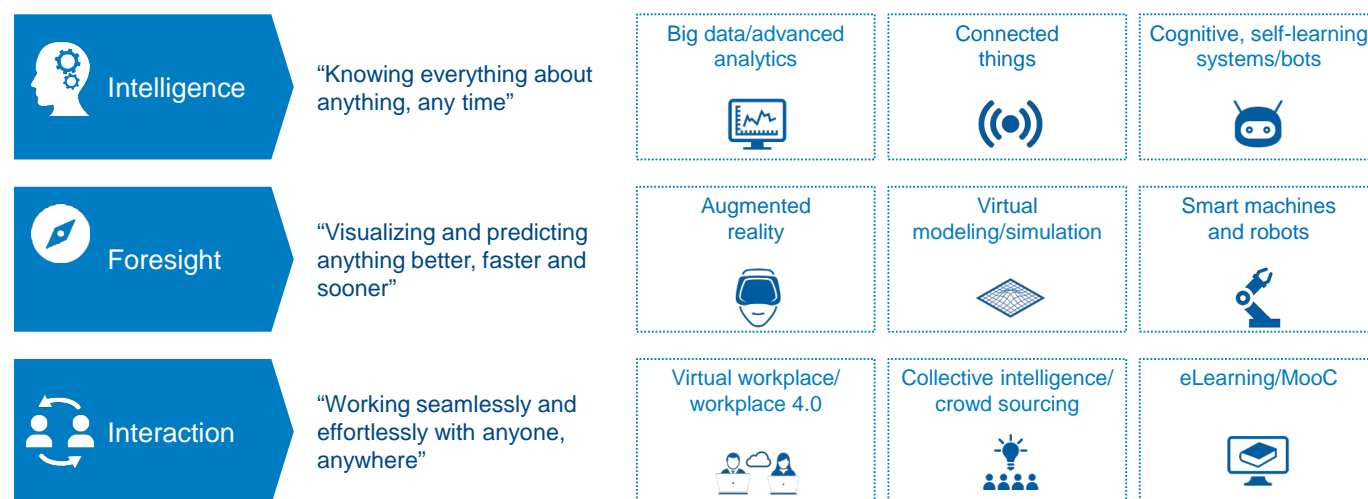 Intelligence
“Knowing everything about
anything, any time”
Big data/advanced
analytics
Connected
things
Cognitive, self-learning
systems/bots
Foresight
“Visualizing and predicting
anything better, faster and
sooner”
Augmented
reality
Virtual
modeling/simulation
Smart machines
and robots
Interaction
“Working seamlessly and
effortlessly with anyone,
anywhere”
Virtual workplace/
workplace 4.0
Collective intelligence/
crowd sourcing
eLearning/MooC